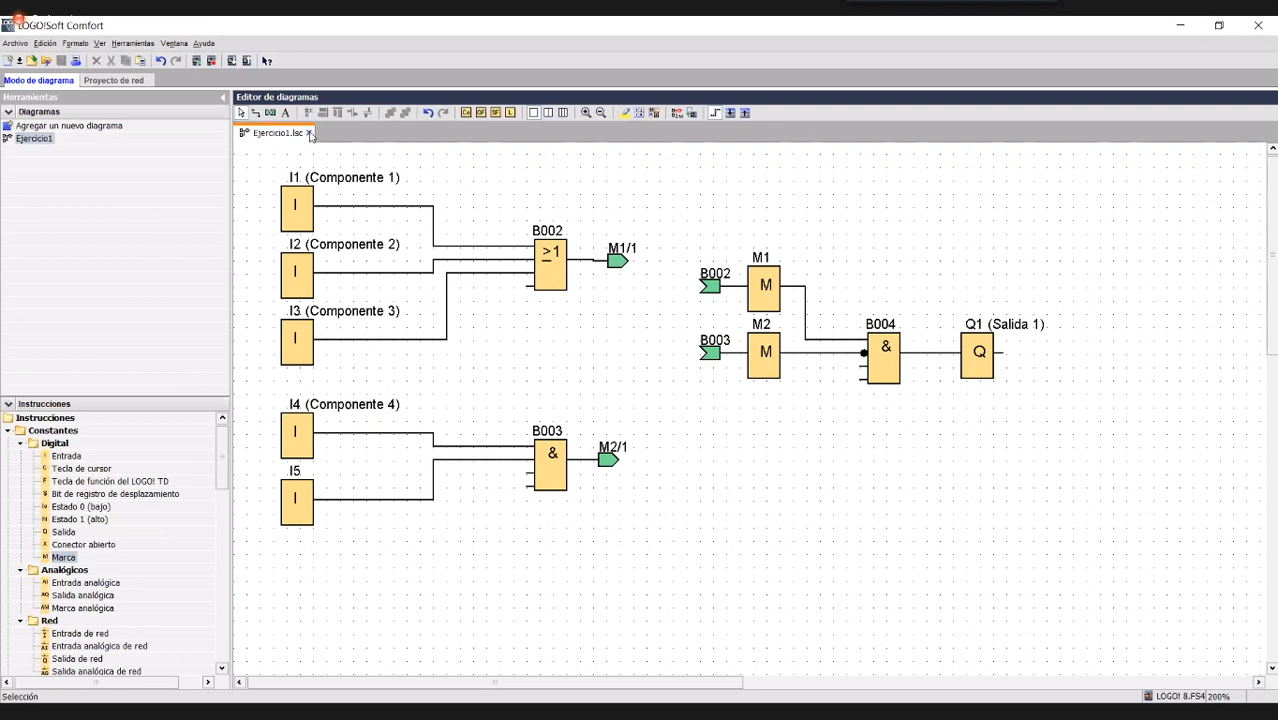 LOGO!Soft Comfort
Archivo Edición Formato Ver Herramientas Ventana Ayuda
Modo de diagrama Proyecto de red
Herramientas
Editor de diagramas
Diagramas
Agregar un nuevo diagrama
Ejercicio1
Ejercicio1.lsc
I1 (Componente 1)
I
I2 (Componente 2)
I
I3 (Componente 3)
I
B002
>1
M1/1
I4 (Componente 4)
I
I5
I
B003
&
M2/1
B002
M1
M
B003
M2
M
B004
&
Q1 (Salida 1)
Q
Instrucciones
Instrucciones
Constantes
Digital
Entrada
Tecla de cursor
Tecla de función del LOGO! TD
Bit de registro de desplazamiento
Estado 0 (bajo)
Estado 1 (alto)
Salida
Conector abierto
Marca
Analógicos
Entrada analógica
Salida analógica
Marca analógica
Red
Entrada de red
Entrada analógica de red
Salida de red
Salida analógica de red
Selección
LOGO! 8.FS4 200%